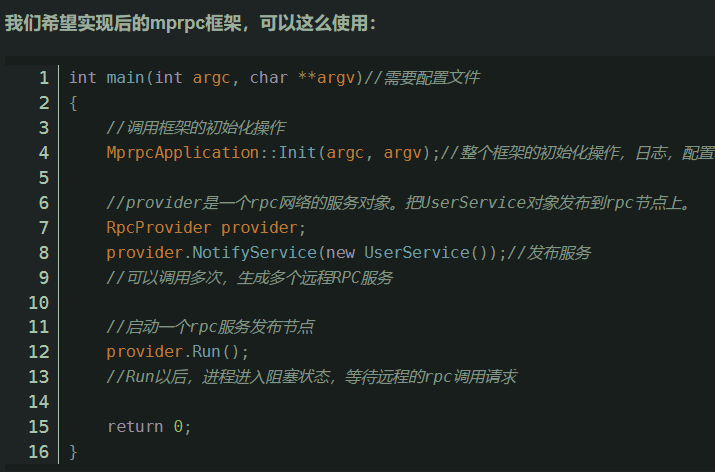 我们希望实现后的mprpc框架，可以这么使用：
1 int main(int argc, char **argv)//需要配置文件
2 {
3 //调用框架的初始化操作
4 MprpcApplication::Init(argc, argv);//整个框架的初始化操作，日志，配置
5
6 //provider是一个rpc网络的服务对象。把UserService对象发布到rpc节点上。
7 RpcProvider provider;
8 provider.NotifyService(new UserService());//发布服务
9 //可以调用多次，生成多个远程RPC服务
10
11 //启动一个rpc服务发布节点
12 provider.Run();
13 //Run以后，进程进入阻塞状态，等待远程的rpc调用请求
14
15 return 0;
16 }